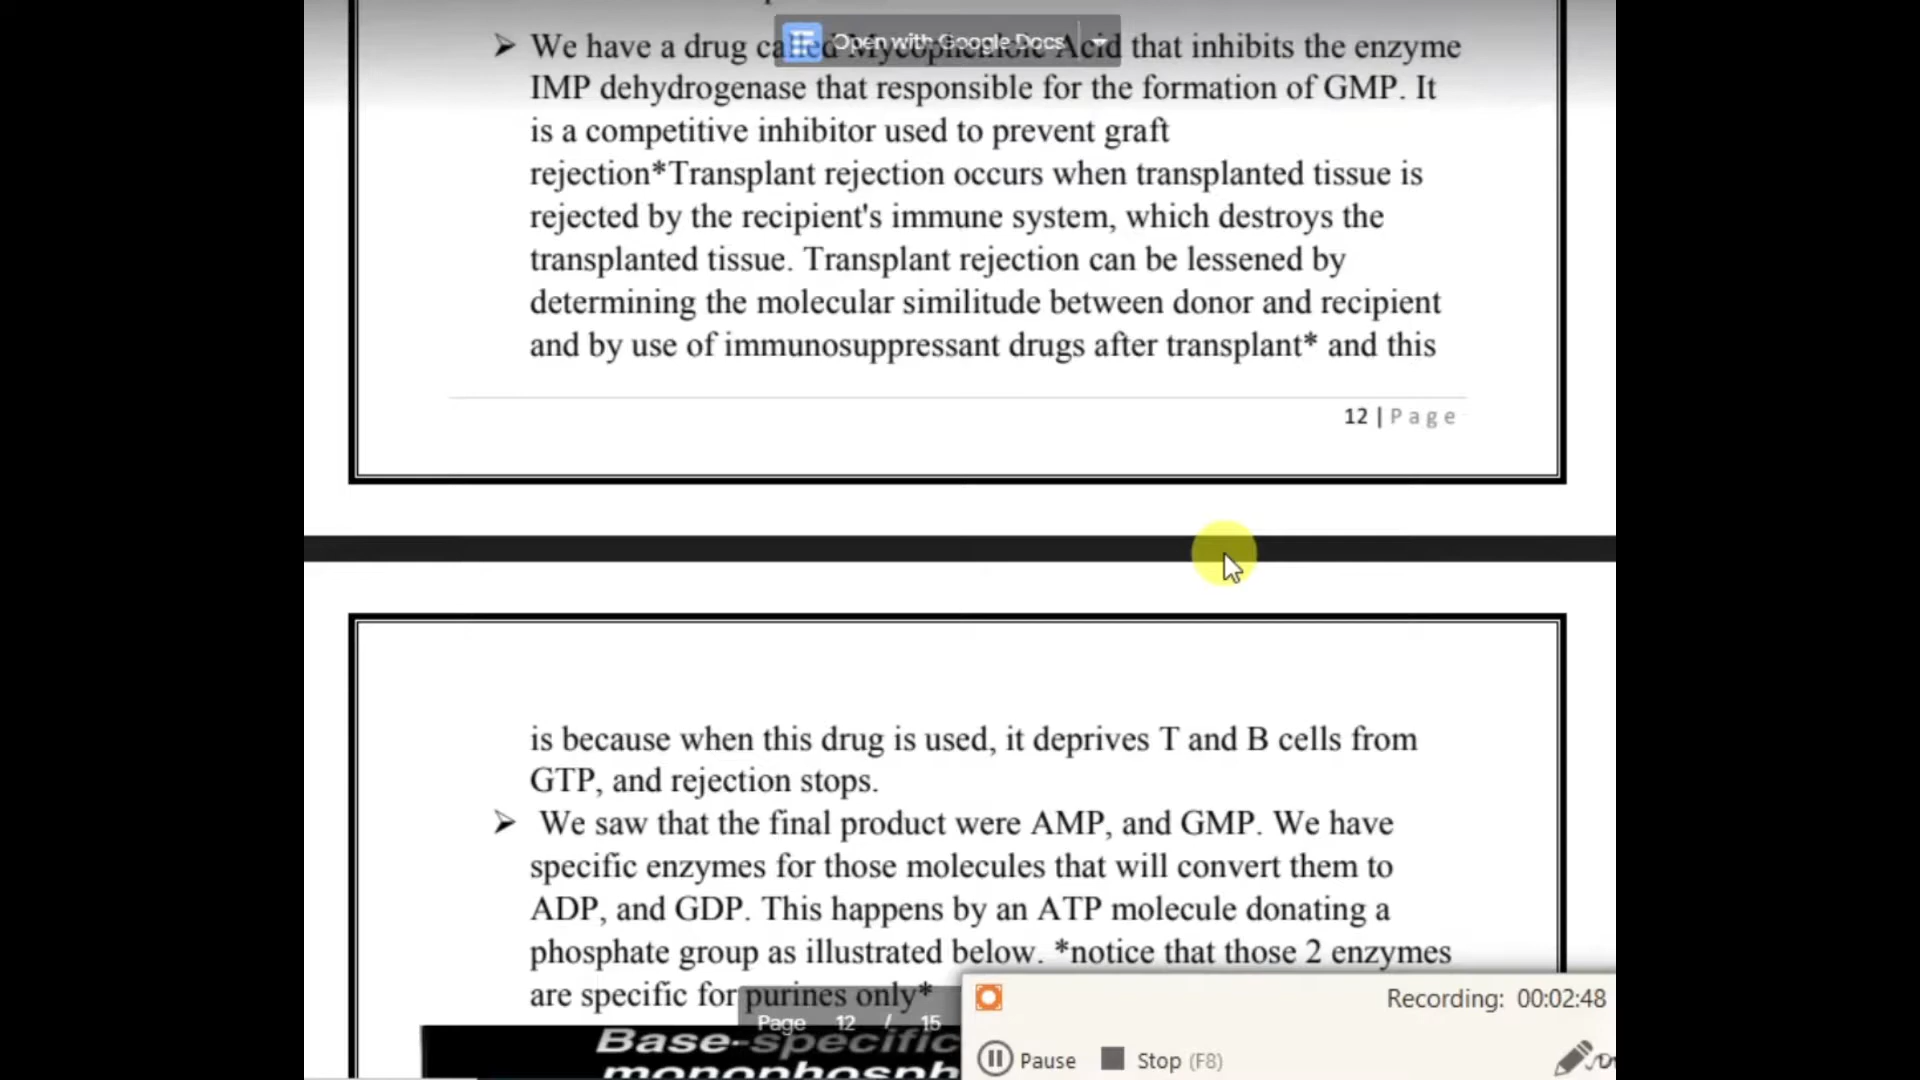 We have a drug called Mycophenolic Acid that inhibits the enzyme
Open with Google Docs
IMP dehydrogenase that responsible for the formation of GMP. It
is a competitive inhibitor used to prevent graft
rejection*Transplant rejection occurs when transplanted tissue is
rejected by the recipient's immune system, which destroys the
transplanted tissue. Transplant rejection can be lessened by
determining the molecular similitude between donor and recipient
and by use of immunosuppressant drugs after transplant* and this
12 | Page
is because when this drug is used, it deprives T and B cells from
GTP, and rejection stops.
We saw that the final product were AMP, and GMP. We have
specific enzymes for those molecules that will convert them to
ADP, and GDP. This happens by an ATP molecule donating a
phosphate group as illustrated below. *notice that those 2 enzymes
are specific for purines only*
Page 12 / 15
Base-specific
monophosph
Recording: 00:02:48
Pause
Stop (F8)